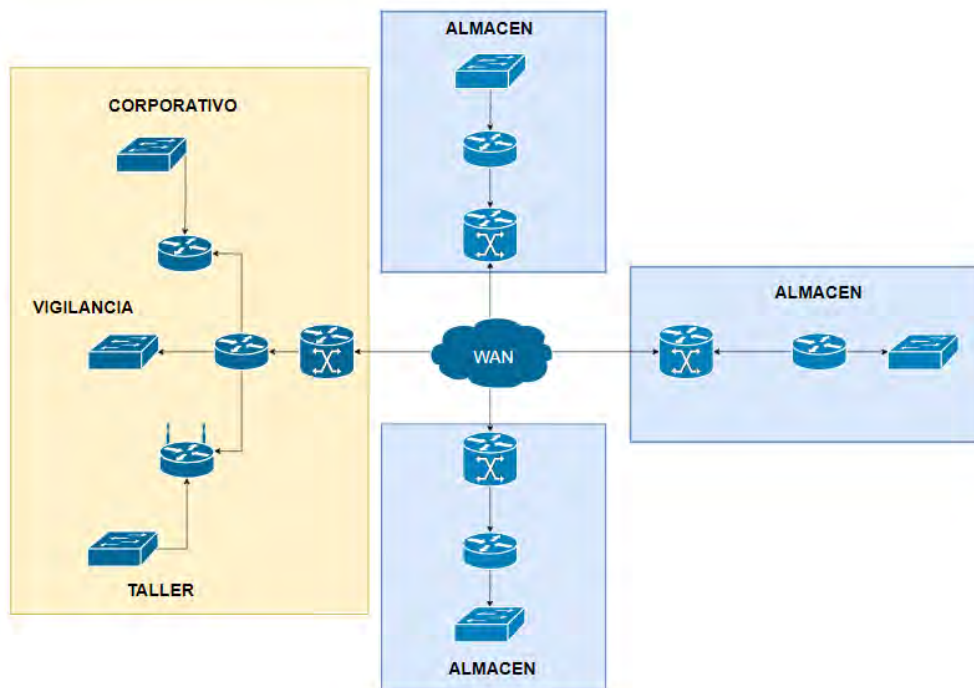 ALMACEN
CORPORATIVO
VIGILANCIA
ALMACEN
WAN
TALLER
ALMACEN